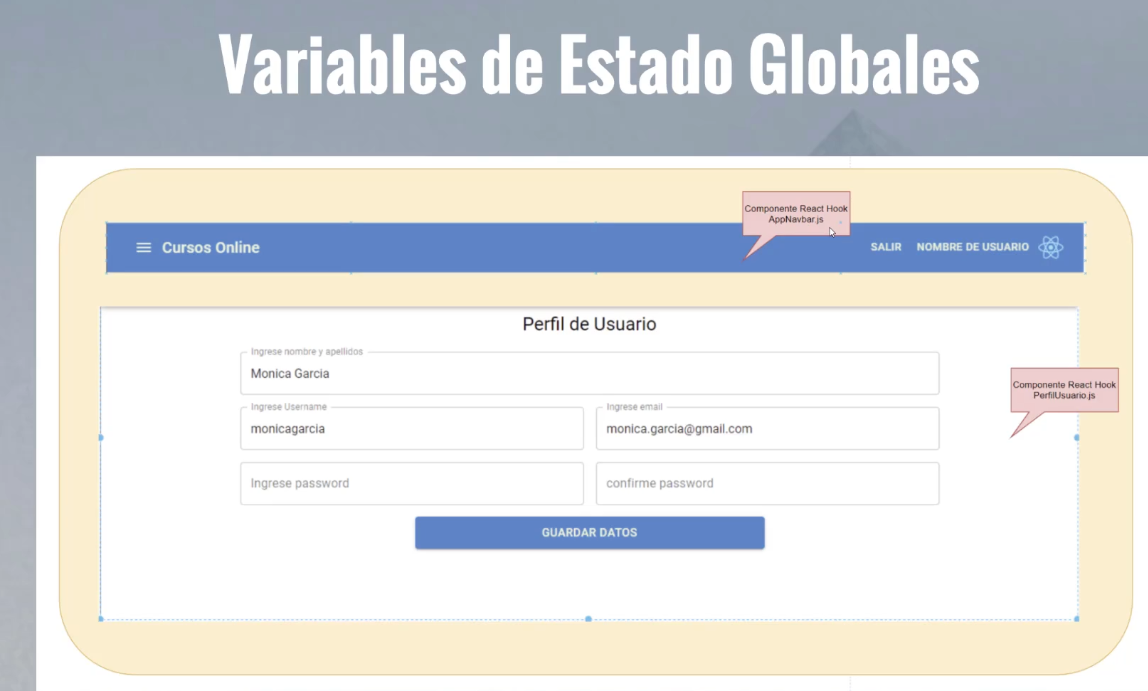 Variables de Estado Globales
Componente React Hook
AppNavbar.js
Cursos Online
SALIR NOMBRE DE USUARIO
Perfil de Usuario
Ingrese nombre y apellidos
Monica Garcia
Componente React Hook
PerfilUsuario.js
Ingrese Username
monicagarcia
Ingrese email
monica.garcia@gmail.com
Ingrese password
confirme password
GUARDAR DATOS